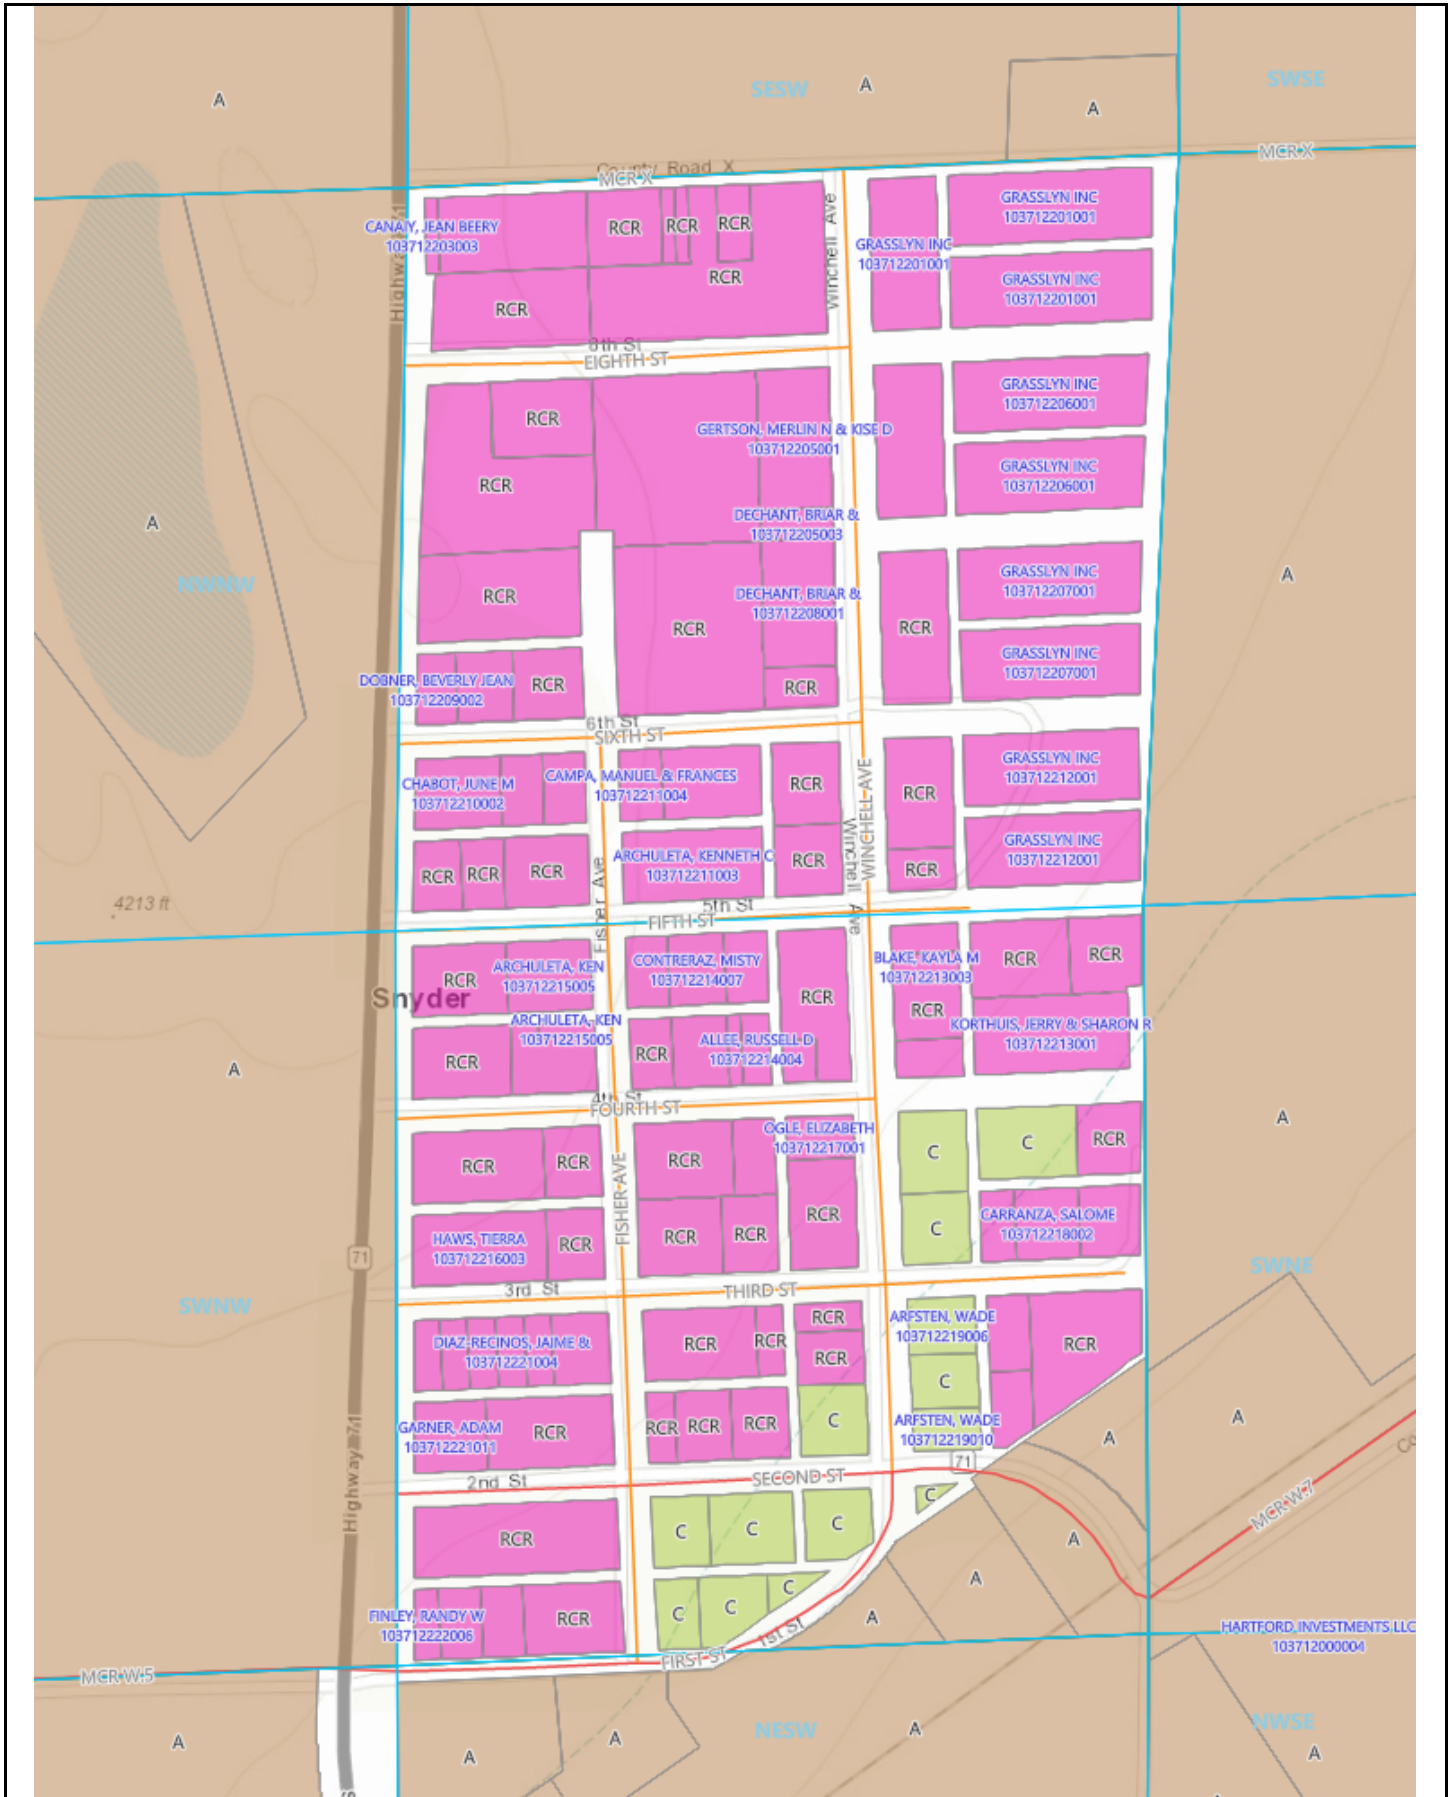 A
SESW
A
A
SWSE
County Road X
MCR X
MCR X
CANALY, JEAN BEERY
103712203003
RCR
RCR
RCR
RCR
RCR
Highway 71
Winchell Ave
GRASSLYN INC
103712201001
GRASSLYN INC
103712201001
GRASSLYN INC
103712201001
8th St
EIGHTH ST
RCR
RCR
GERTSON, MERLIN N & KISE D
103712205001
DECHANT, BRIAR &
103712205003
GRASSLYN INC
103712206001
GRASSLYN INC
103712206001
A
NWNW
A
RCR
RCR
DECHANT, BRIAR &
103712208001
RCR
GRASSLYN INC
103712207001
GRASSLYN INC
103712207001
DOBNER, BEVERLY JEAN
103712209002
RCR
RCR
6th St
SIXTH ST
CHABOT, JUNE M
103712210002
CAMPA, MANUEL & FRANCES
103712211004
RCR
RCR
GRASSLYN INC
103712212001
RCR
RCR
RCR
ARCHULETA, KENNETH C
103712211003
RCR
RCR
GRASSLYN INC
103712212001
WINCHELL AVE
Winchell Ave
Fisher Ave
4213 ft
5th St
FIFTH ST
RCR
ARCHULETA, KEN
103712215005
CONTRERAZ, MISTY
103712214007
RCR
BLAKE, KAYLA M
103712213003
RCR
RCR
RCR
Snyder
ARCHULETA, KEN
103712215005
RCR
RCR
ALLEE, RUSSELL D
103712214004
KORTHUIS, JERRY & SHARON R
103712213001
A
A
4th St
FOURTH ST
RCR
RCR
RCR
OGLE, ELIZABETH
103712217001
C
C
RCR
HAWS, TIERRA
103712216003
RCR
FISHER AVE
RCR
RCR
RCR
C
CARRANZA, SALOME
103712218002
71
SWNW
SWNE
3rd St
THIRD ST
DIAZ-RECINOS, JAIME &
103712221004
RCR
RCR
RCR
RCR
ARFSTEN, WADE
103712219006
RCR
C
GARNER, ADAM
103712221011
RCR
RCR
RCR
RCR
C
ARFSTEN, WADE
103712219010
A
A
Highway 71
2nd St
SECOND ST
71
RCR
C
C
C
C
A
MCR W.7
Co
A
FINLEY, RANDY W
103712222006
RCR
C
C
C
A
1st St
FIRST ST
HARTFORD INVESTMENTS LLC
103712000004
MCR W.5
A
A
A
NESW
A
NWSE
A